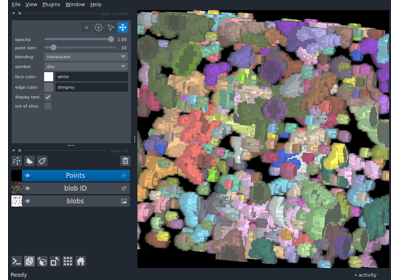 File View Plugins Window Help
opacity: 1.00
point size: 10
blending: translucent
symbol: disc
face color: white
edge color: dimgrey
display text:
out of slice:
Points
blob ID
blobs
Ready
activity